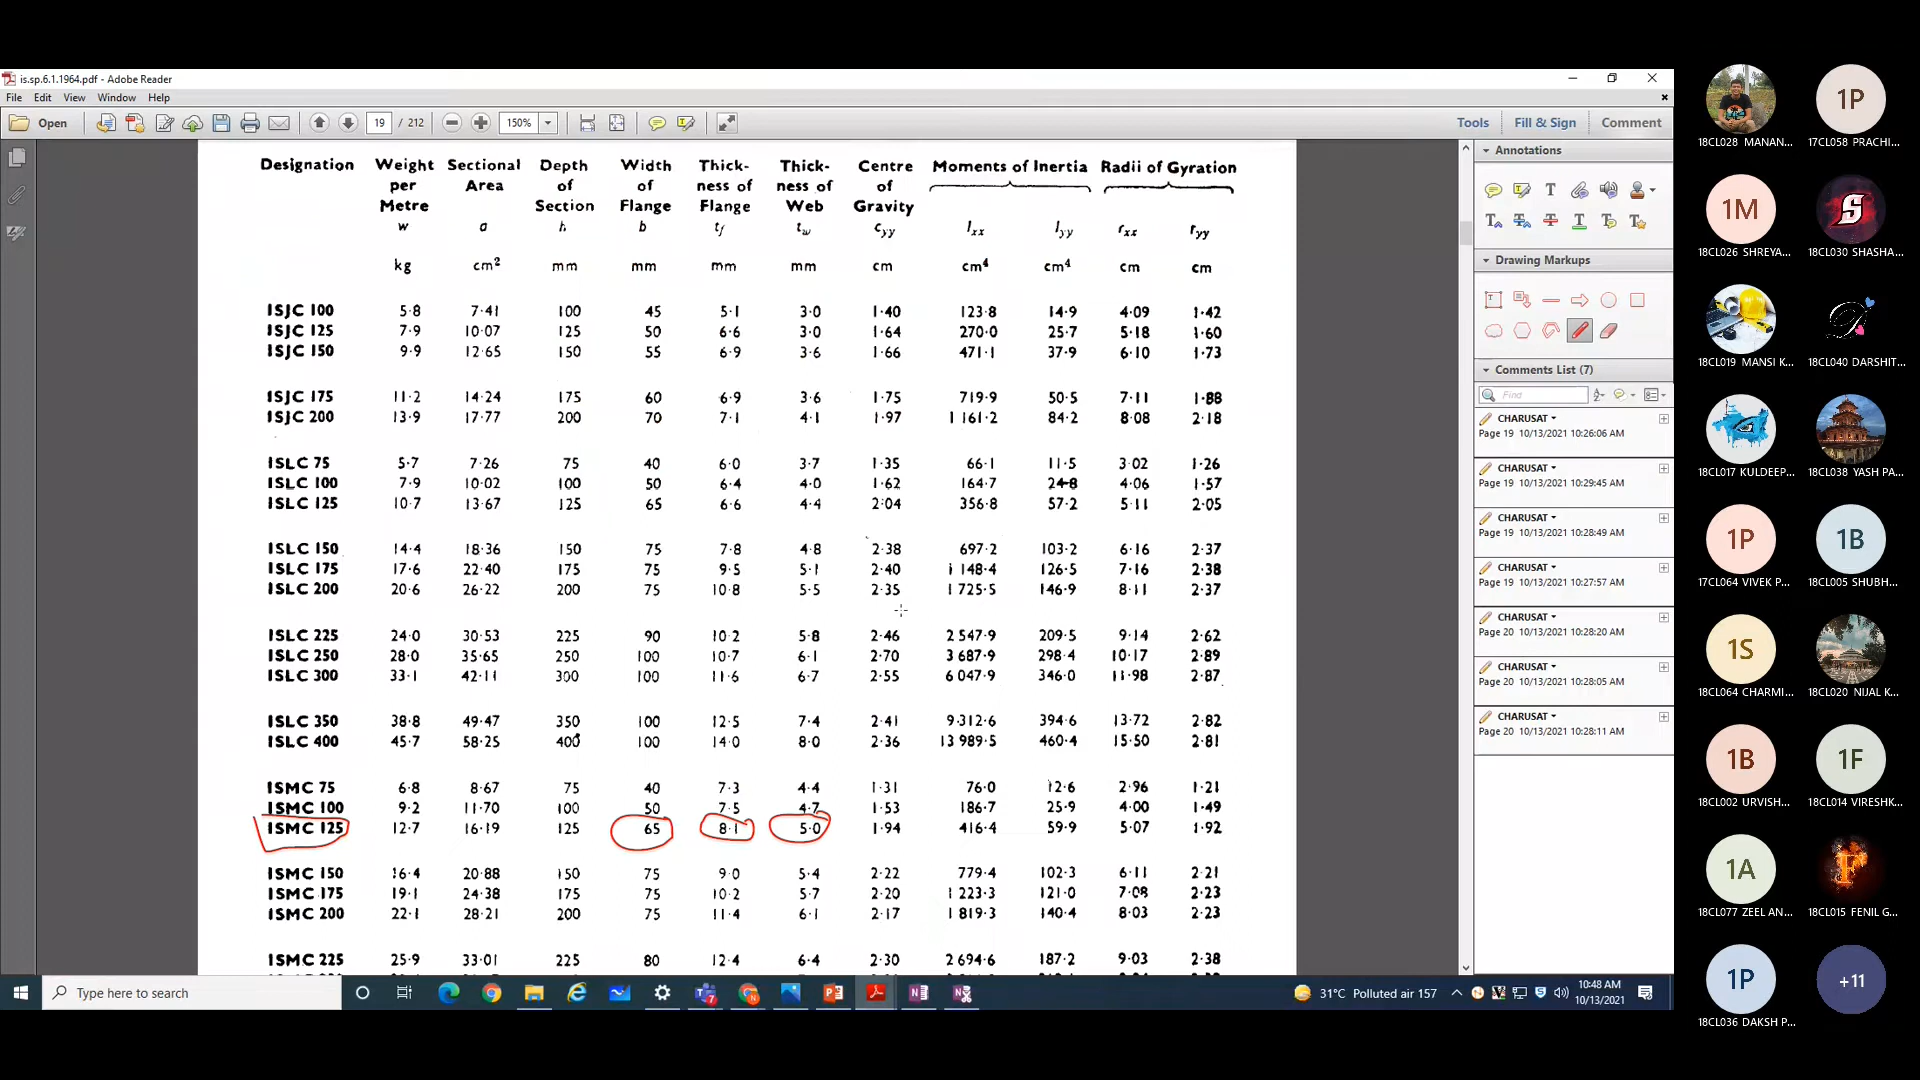 is.sp.6.1.1964.pdf - Adobe Reader
File Edit View Window Help
Open 19 / 212 150% Tools Fill & Sign Comment
Designation Weight per Metre Sectional Area Depth of Section Width of Flange Thick-ness of Flange Thick-ness of Web Centre of Gravity Moments of Inertia Radii of Gyration
w a h b tf tw cyy Ixx Iyy rxx ryy
kg cm² mm mm mm mm cm cm⁴ cm⁴ cm cm
ISJC 100 5·8 7·41 100 45 5·1 3·0 1·40 123·8 14·9 4·09 1·42
ISJC 125 7·9 10·07 125 50 6·6 3·0 1·64 270·0 25·7 5·18 1·60
ISJC 150 9·9 12·65 150 55 6·9 3·6 1·66 471·1 37·9 6·10 1·73
ISJC 175 11·2 14·24 175 60 6·9 3·6 1·75 719·9 50·5 7·11 1·88
ISJC 200 13·9 17·77 200 70 7·1 4·1 1·97 1 161·2 84·2 8·08 2·18
ISLC 75 5·7 7·26 75 40 6·0 3·7 1·35 66·1 11·5 3·02 1·26
ISLC 100 7·9 10·02 100 50 6·4 4·0 1·62 164·7 24·8 4·06 1·57
ISLC 125 10·7 13·67 125 65 6·6 4·4 2·04 356·8 57·2 5·11 2·05
ISLC 150 14·4 18·36 150 75 7·8 4·8 2·38 697·2 103·2 6·16 2·37
ISLC 175 17·6 22·40 175 75 9·5 5·1 2·40 1 148·4 126·5 7·16 2·38
ISLC 200 20·6 26·22 200 75 10·8 5·5 2·35 1 725·5 146·9 8·11 2·37
ISLC 225 24·0 30·53 225 90 10·2 5·8 2·46 2 547·9 209·5 9·14 2·62
ISLC 250 28·0 35·65 250 100 10·7 6·1 2·70 3 687·9 298·4 10·17 2·89
ISLC 300 33·1 42·11 300 100 11·6 6·7 2·55 6 047·9 346·0 11·98 2·87
ISLC 350 38·8 49·47 350 100 12·5 7·4 2·41 9 312·6 394·6 13·72 2·82
ISLC 400 45·7 58·25 400 100 14·0 8·0 2·36 13 989·5 460·4 15·50 2·81
ISMC 75 6·8 8·67 75 40 7·3 4·4 1·31 76·0 12·6 2·96 1·21
ISMC 100 9·2 11·70 100 50 7·5 4·7 1·53 186·7 25·9 4·00 1·49
ISMC 125 12·7 16·19 125 65 8·1 5·0 1·94 416·4 59·9 5·07 1·92
ISMC 150 16·4 20·88 150 75 9·0 5·4 2·22 779·4 102·3 6·11 2·21
ISMC 175 19·1 24·38 175 75 10·2 5·7 2·20 1 223·3 121·0 7·08 2·23
ISMC 200 22·1 28·21 200 75 11·4 6·1 2·17 1 819·3 140·4 8·03 2·23
ISMC 225 25·9 33·01 225 80 12·4 6·4 2·30 2 694·6 187·2 9·03 2·38
Annotations
Drawing Markups
Comments List (7)
Find
CHARUSAT
Page 19 10/13/2021 10:26:06 AM
CHARUSAT
Page 19 10/13/2021 10:29:45 AM
CHARUSAT
Page 19 10/13/2021 10:28:49 AM
CHARUSAT
Page 19 10/13/2021 10:27:57 AM
CHARUSAT
Page 20 10/13/2021 10:28:20 AM
CHARUSAT
Page 20 10/13/2021 10:28:05 AM
CHARUSAT
Page 20 10/13/2021 10:28:11 AM
Type here to search
31°C Polluted air 157
10:48 AM
10/13/2021
1P
18CL028 MANAN... 17CL058 PRACHI...
1M S
18CL026 SHREYA... 18CL030 SHASHA...
18CL019 MANSI K... 18CL040 DARSHIT...
18CL017 KULDEEP... 18CL038 YASH PA...
1P 1B
17CL064 VIVEK P... 18CL005 SHUBH...
1S
18CL064 CHARMI... 18CL020 NIJAL K...
1B 1F
18CL002 URVISH... 18CL014 VIRESHK...
1A
18CL077 ZEEL AN... 18CL015 FENIL G...
1P +11
18CL036 DAKSH P...